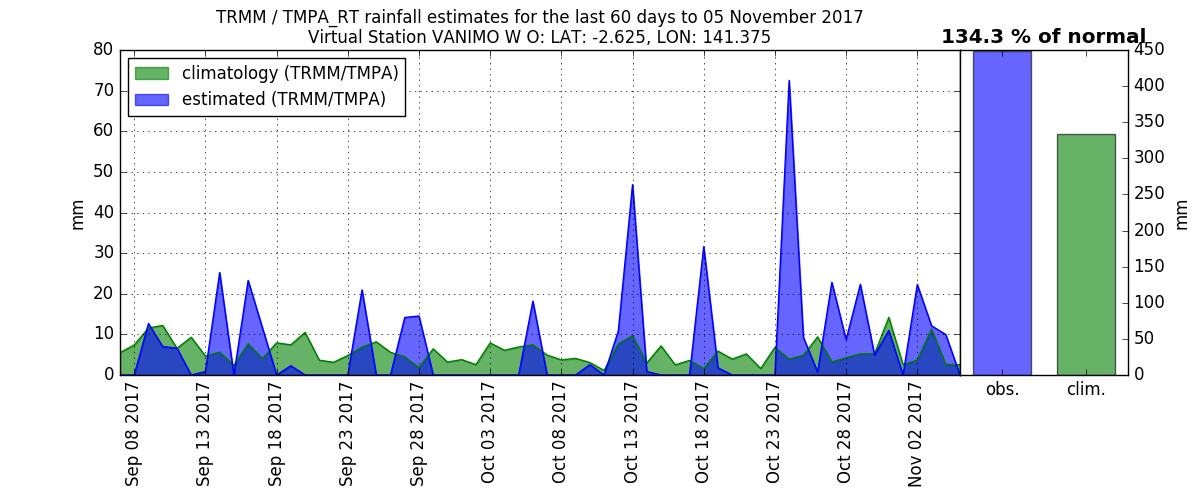 TRMM / TMPA_RT rainfall estimates for the last 60 days to 05 November 2017
Virtual Station VANIMO W O: LAT: -2.625, LON: 141.375
134.3 % of normal
climatology (TRMM/TMPA)
estimated (TRMM/TMPA)
mm
80
70
60
50
40
30
20
10
0
Sep 08 2017
Sep 13 2017
Sep 18 2017
Sep 23 2017
Sep 28 2017
Oct 03 2017
Oct 08 2017
Oct 13 2017
Oct 18 2017
Oct 23 2017
Oct 28 2017
Nov 02 2017
obs.
clim.
450
400
350
300
250
200
150
100
50
0
mm